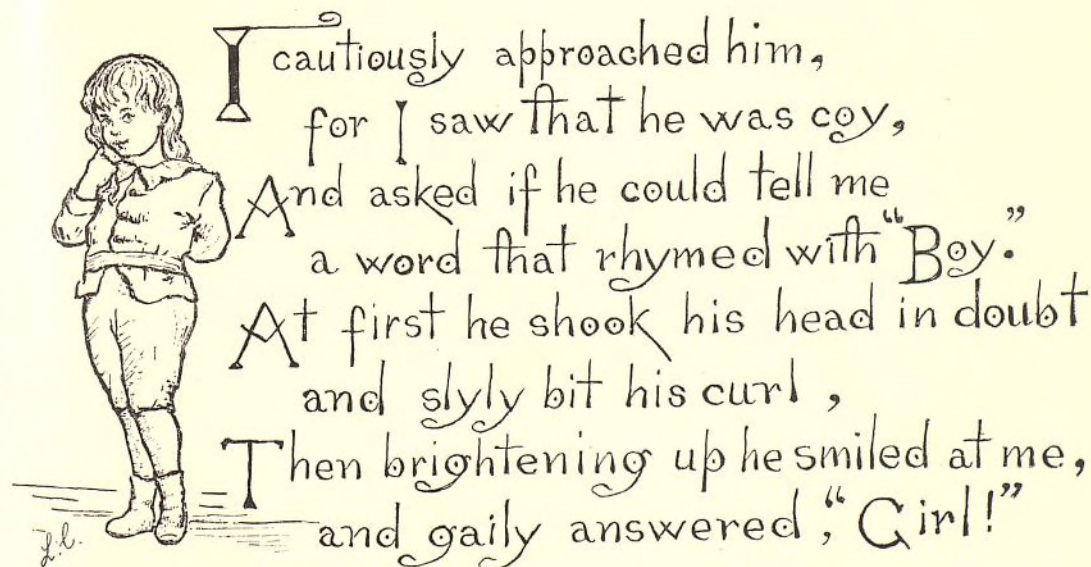 I cautiously approached him,
for I saw that he was coy,
And asked if he could tell me
a word that rhymed with "Boy."
At first he shook his head in doubt
and slyly bit his curl,
Then brightening up he smiled at me,
and gaily answered, "Girl!"
L.C.